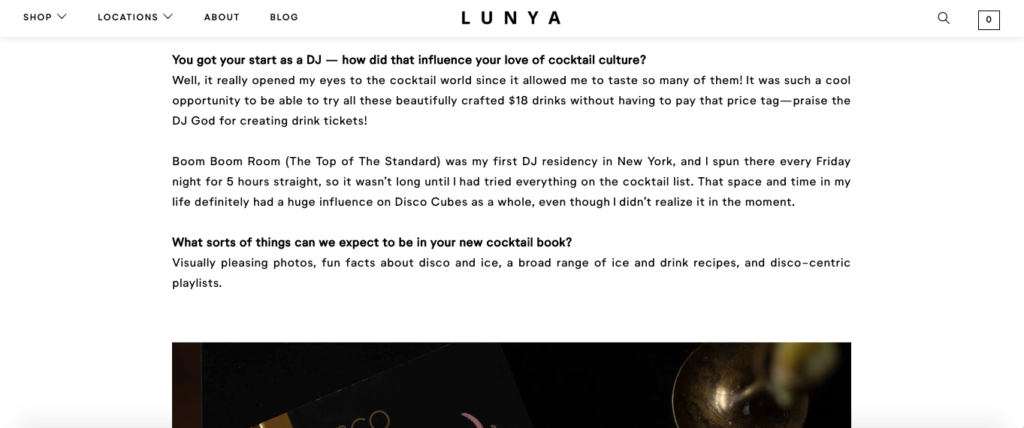 SHOP LOCATIONS ABOUT BLOG LUNYA 0
You got your start as a DJ — how did that influence your love of cocktail culture?
Well, it really opened my eyes to the cocktail world since it allowed me to taste so many of them! It was such a cool
opportunity to be able to try all these beautifully crafted $18 drinks without having to pay that price tag—praise the
DJ God for creating drink tickets!
Boom Boom Room (The Top of The Standard) was my first DJ residency in New York, and I spun there every Friday
night for 5 hours straight, so it wasn't long until I had tried everything on the cocktail list. That space and time in my
life definitely had a huge influence on Disco Cubes as a whole, even though I didn't realize it in the moment.
What sorts of things can we expect to be in your new cocktail book?
Visually pleasing photos, fun facts about disco and ice, a broad range of ice and drink recipes, and disco-centric
playlists.